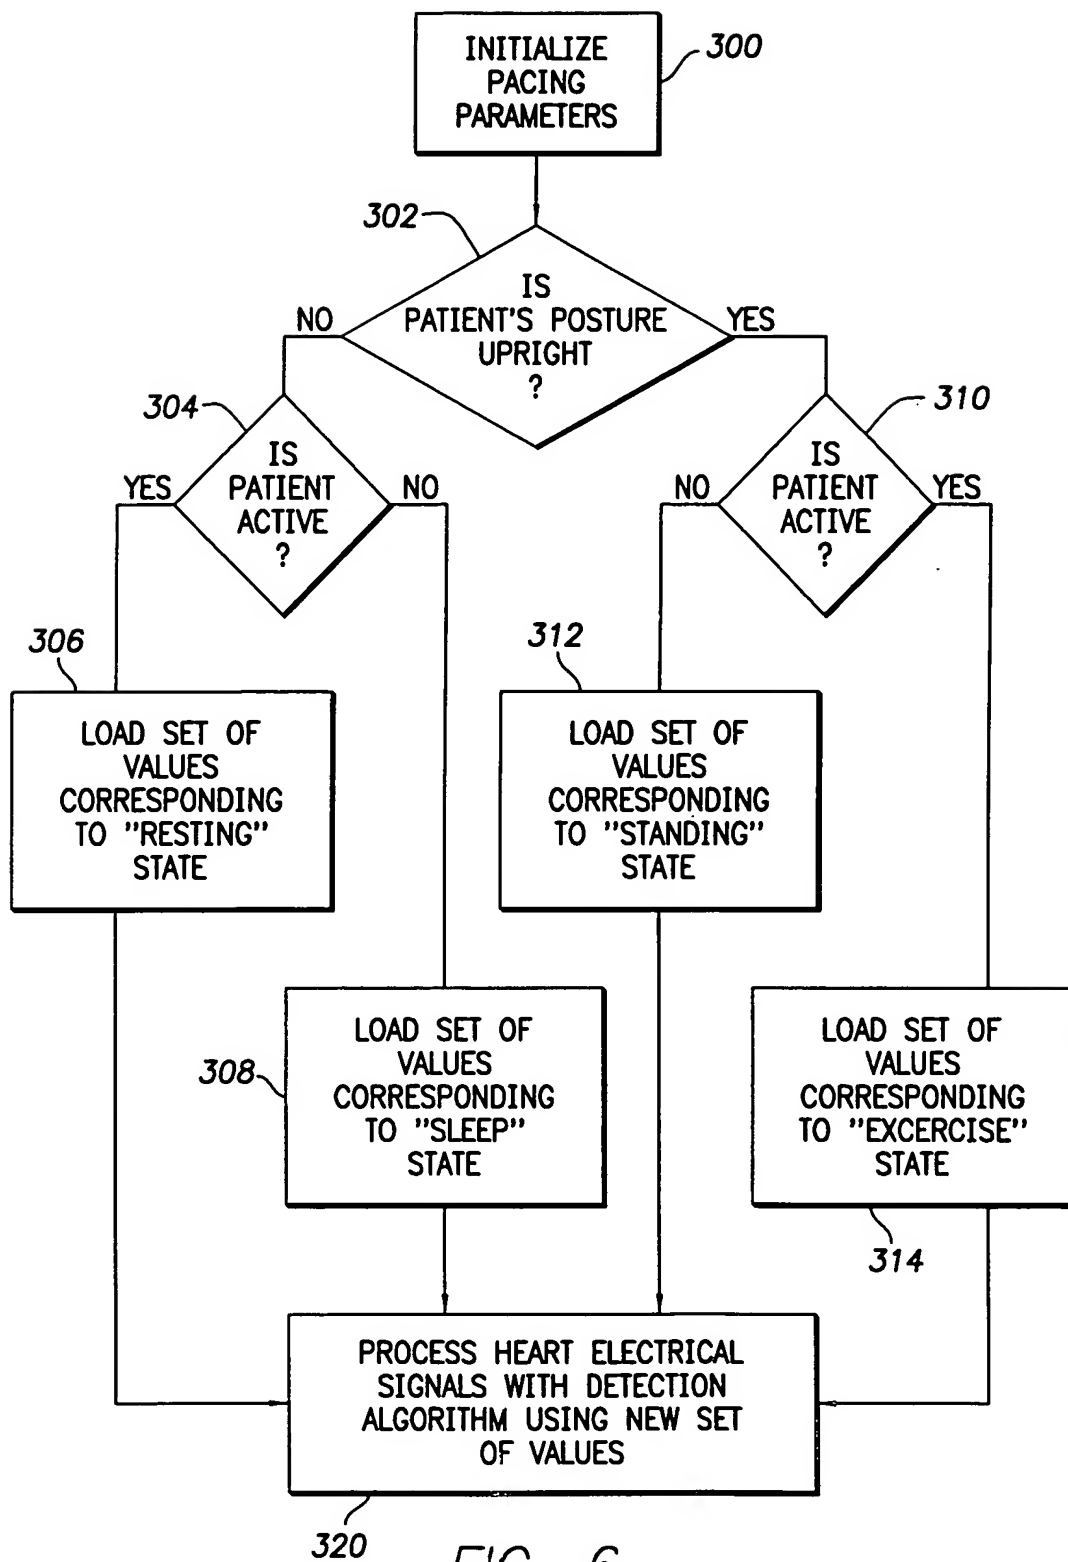 INITIALIZE
PACING
PARAMETERS
300
302
IS
PATIENT'S POSTURE
UPRIGHT
?
NO
YES
304
IS
PATIENT
ACTIVE
?
YES
NO
310
IS
PATIENT
ACTIVE
?
NO
YES
306
LOAD SET OF
VALUES
CORRESPONDING
TO "RESTING"
STATE
312
LOAD SET OF
VALUES
CORRESPONDING
TO "STANDING"
STATE
308
LOAD SET OF
VALUES
CORRESPONDING
TO "SLEEP"
STATE
LOAD SET OF
VALUES
CORRESPONDING
TO "EXCERCISE"
STATE
314
PROCESS HEART ELECTRICAL
SIGNALS WITH DETECTION
ALGORITHM USING NEW SET
OF VALUES
320
FIG. 6